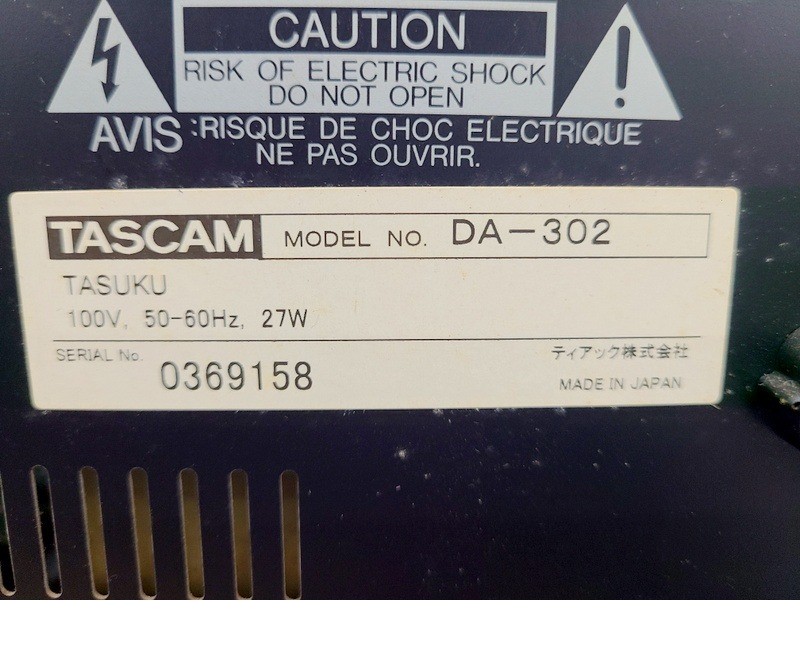 CAUTION
RISK OF ELECTRIC SHOCK
DO NOT OPEN
AVIS :RISQUE DE CHOC ELECTRIQUE
NE PAS OUVRIR.
TASCAM MODEL NO. DA-302
TASUKU
100V, 50-60Hz, 27W
SERIAL No. 0369158
ティアック株式会社
MADE IN JAPAN